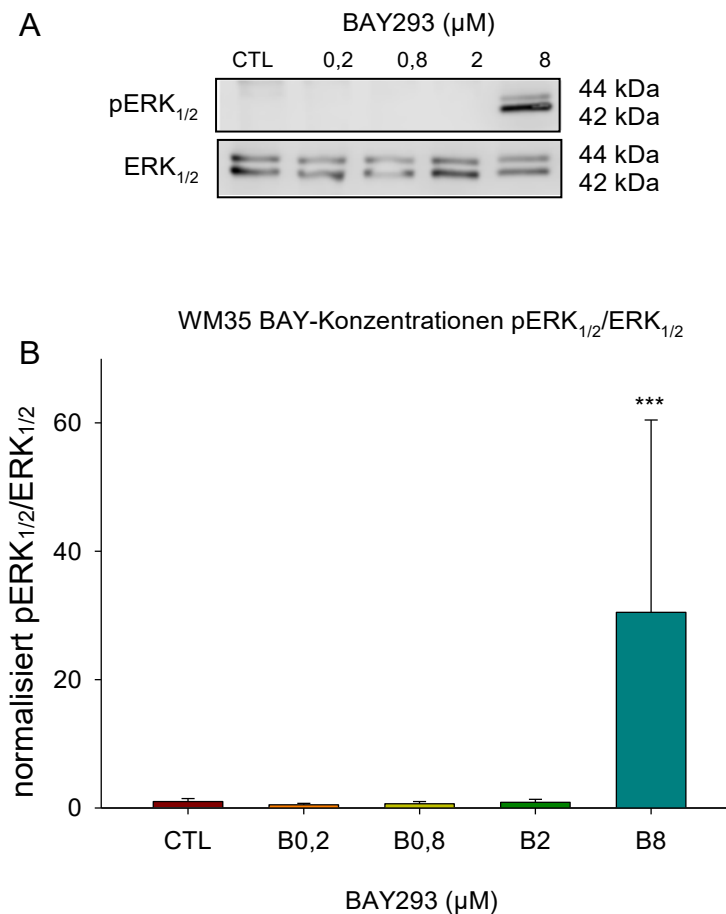 A
BAY293 (µM)
CTL 0,2 0,8 2 8
pERK1/2
44 kDa
42 kDa
ERK1/2
44 kDa
42 kDa
WM35 BAY-Konzentrationen pERK1/2/ERK1/2
B
normalisiert pERK1/2/ERK1/2
60
40
20
0
***
CTL B0,2 B0,8 B2 B8
BAY293 (µM)